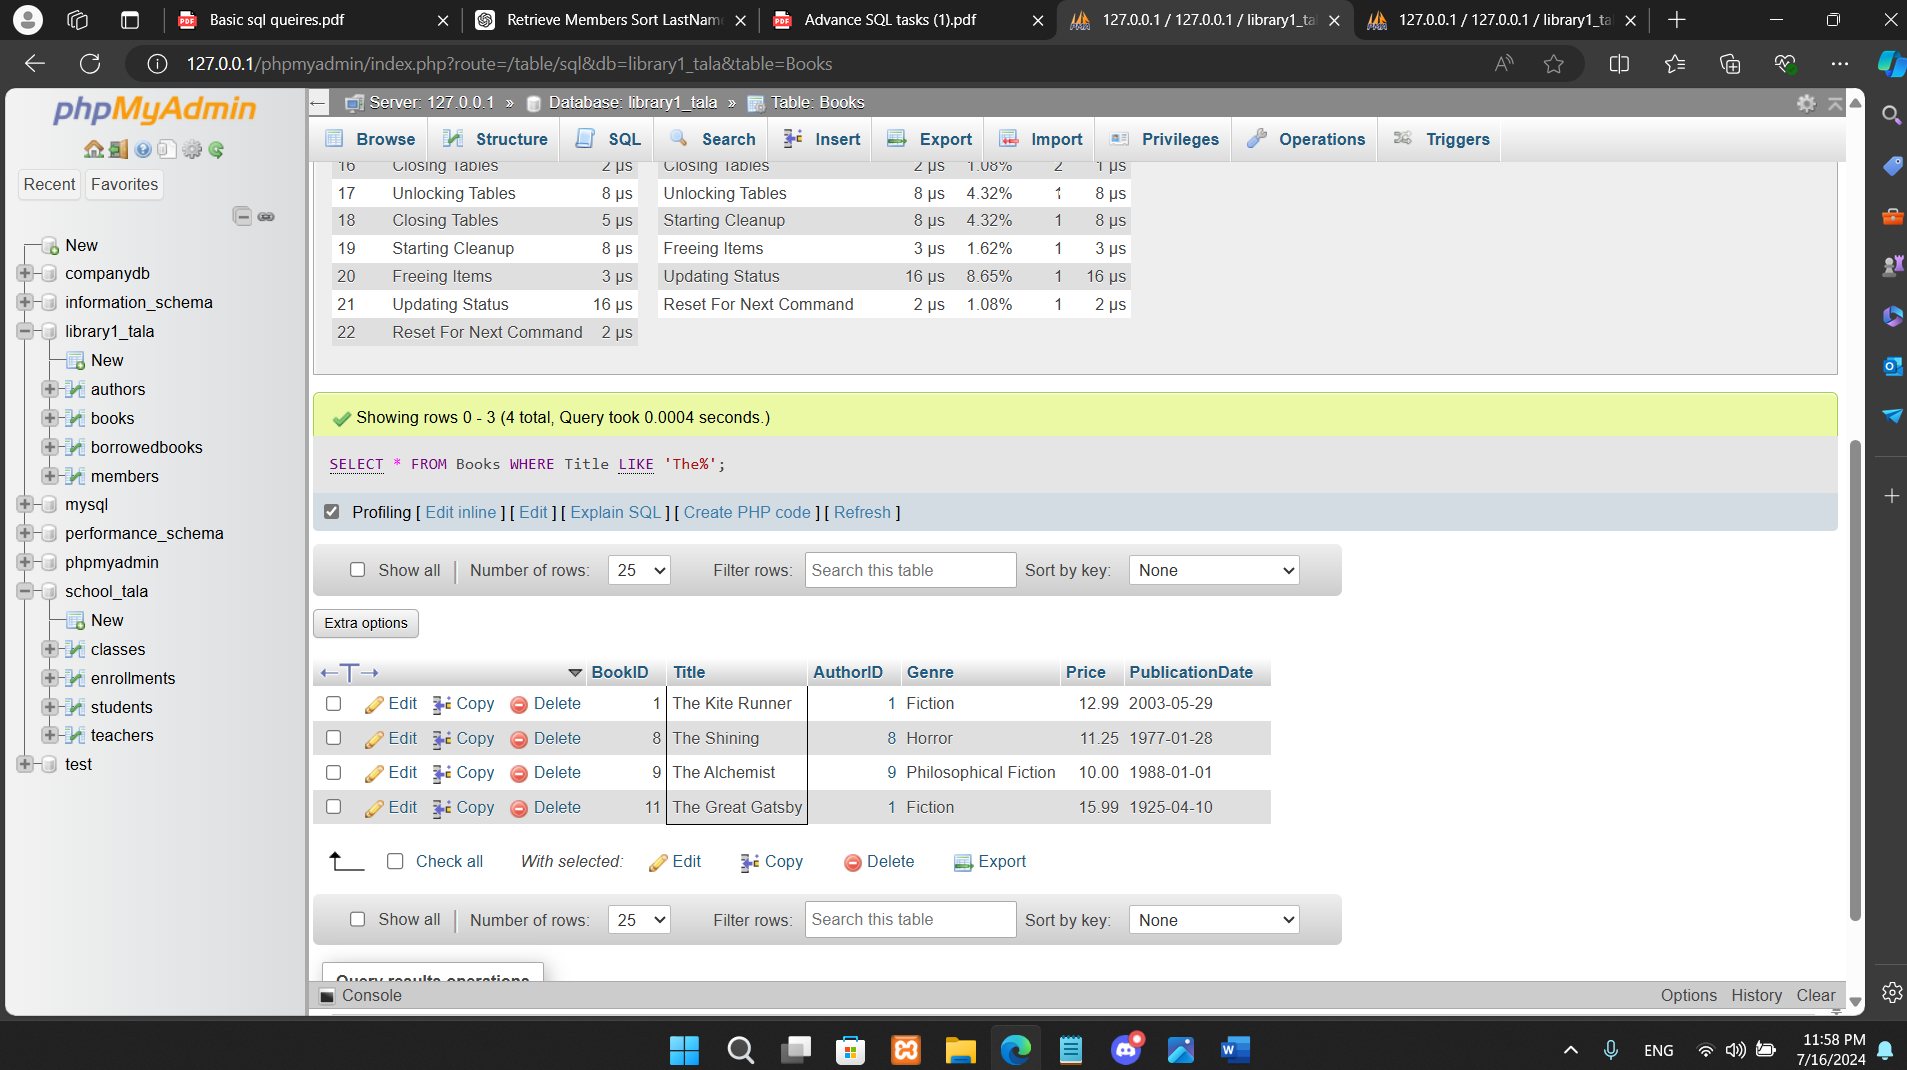 Basic sql queires.pdf
Retrieve Members Sort LastName
Advance SQL tasks (1).pdf
127.0.0.1 / 127.0.0.1 / library1_ta
127.0.0.1 / 127.0.0.1 / library1_ta
127.0.0.1/phpmyadmin/index.php?route=/table/sql&db=library1_tala&table=Books
phpMyAdmin
Recent Favorites
New
companydb
information_schema
library1_tala
New
authors
books
borrowedbooks
members
mysql
performance_schema
phpmyadmin
school_tala
New
classes
enrollments
students
teachers
test
Server: 127.0.0.1 » Database: library1_tala » Table: Books
Browse Structure SQL Search Insert Export Import Privileges Operations Triggers
16 Closing Tables 2 µs Closing Tables 2 µs 1.08% 2 1 µs
17 Unlocking Tables 8 µs Unlocking Tables 8 µs 4.32% 1 8 µs
18 Closing Tables 5 µs Starting Cleanup 8 µs 4.32% 1 8 µs
19 Starting Cleanup 8 µs Freeing Items 3 µs 1.62% 1 3 µs
20 Freeing Items 3 µs Updating Status 16 µs 8.65% 1 16 µs
21 Updating Status 16 µs Reset For Next Command 2 µs 1.08% 1 2 µs
22 Reset For Next Command 2 µs
Showing rows 0 - 3 (4 total, Query took 0.0004 seconds.)
SELECT * FROM Books WHERE Title LIKE 'The%';
Profiling [ Edit inline ] [ Edit ] [ Explain SQL ] [ Create PHP code ] [ Refresh ]
Show all Number of rows: 25 Filter rows: Search this table Sort by key: None
Extra options
BookID Title AuthorID Genre Price PublicationDate
Edit Copy Delete 1 The Kite Runner 1 Fiction 12.99 2003-05-29
Edit Copy Delete 8 The Shining 8 Horror 11.25 1977-01-28
Edit Copy Delete 9 The Alchemist 9 Philosophical Fiction 10.00 1988-01-01
Edit Copy Delete 11 The Great Gatsby 1 Fiction 15.99 1925-04-10
Check all With selected: Edit Copy Delete Export
Show all Number of rows: 25 Filter rows: Search this table Sort by key: None
Query results operations
Console Options History Clear
ENG
11:58 PM
7/16/2024